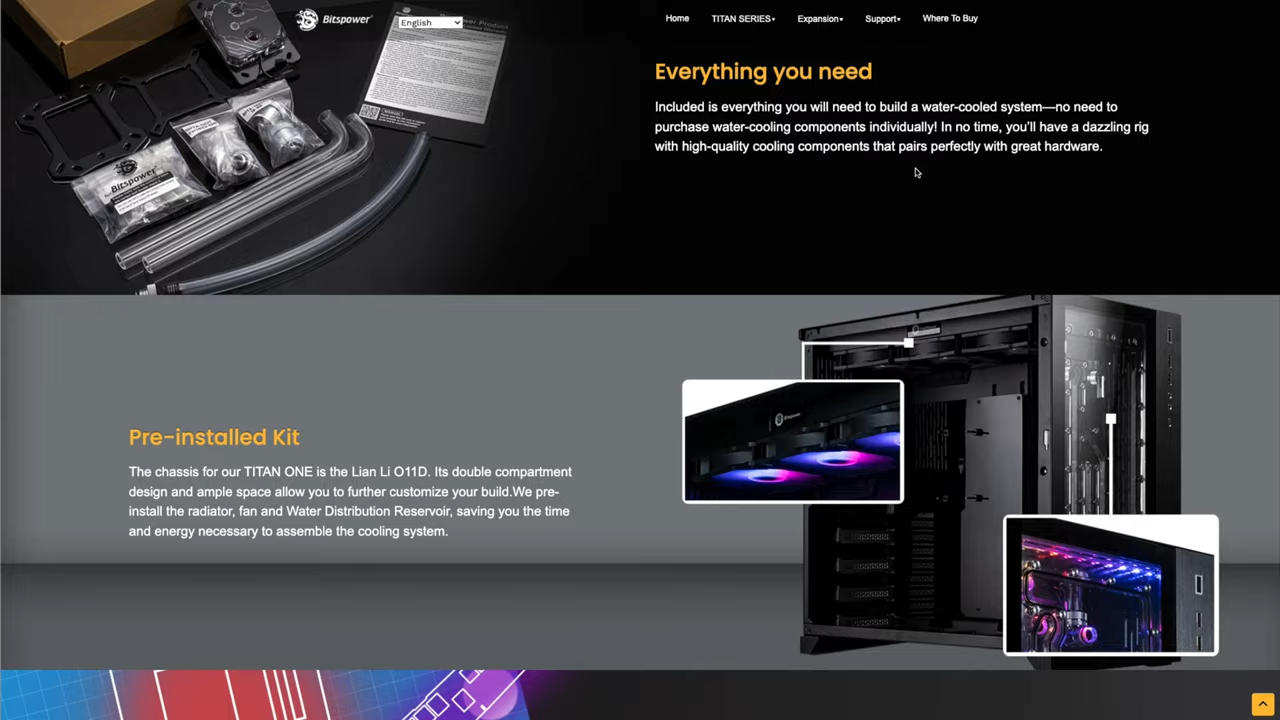 Bitspower
English
Home
TITAN SERIES▾
Expansion▾
Support▾
Where To Buy
Everything you need
Included is everything you will need to build a water-cooled system—no need to
purchase water-cooling components individually! In no time, you'll have a dazzling rig
with high-quality cooling components that pairs perfectly with great hardware.
Bitspower
Pre-installed Kit
The chassis for our TITAN ONE is the Lian Li O11D. Its double compartment
design and ample space allow you to further customize your build.We pre-
install the radiator, fan and Water Distribution Reservoir, saving you the time
and energy necessary to assemble the cooling system.
Bitspower